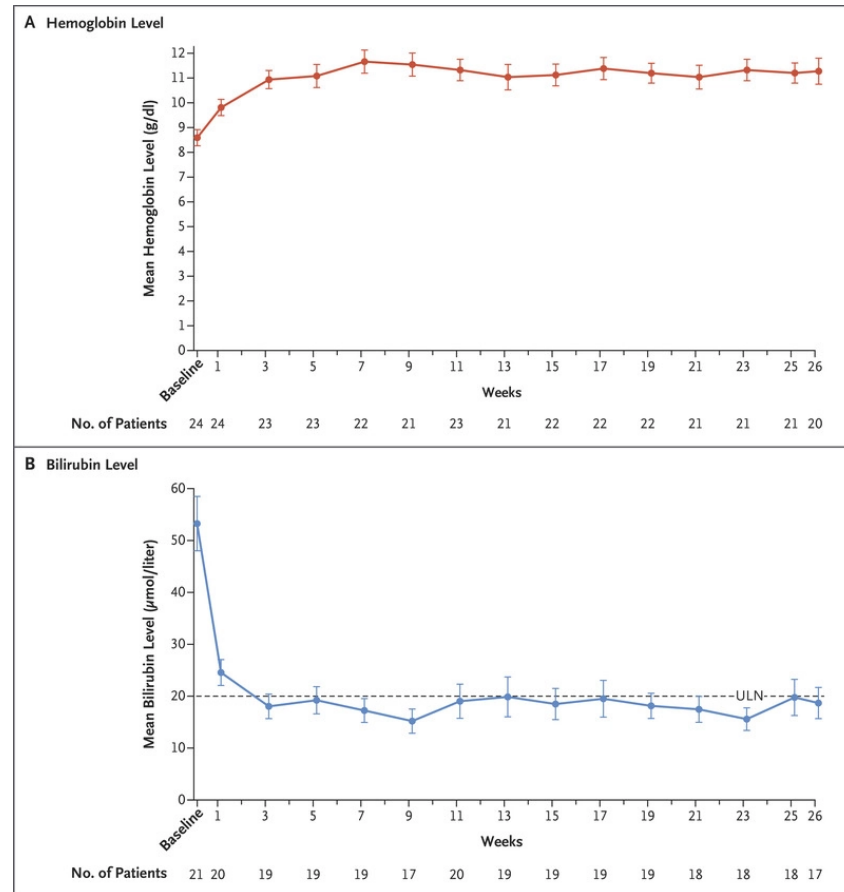 A Hemoglobin Level
Mean Hemoglobin Level (g/dl)
12
11
10
9
8
7
6
5
4
3
2
1
0
Baseline 1 3 5 7 9 11 13 15 17 19 21 23 25 26
Weeks
No. of Patients 24 24 23 23 22 21 23 21 22 22 22 21 21 21 20
B Bilirubin Level
Mean Bilirubin Level (μmol/liter)
60
50
40
30
20
ULN
10
0
Baseline 1 3 5 7 9 11 13 15 17 19 21 23 25 26
Weeks
No. of Patients 21 20 19 19 19 17 20 19 19 19 19 18 18 18 17